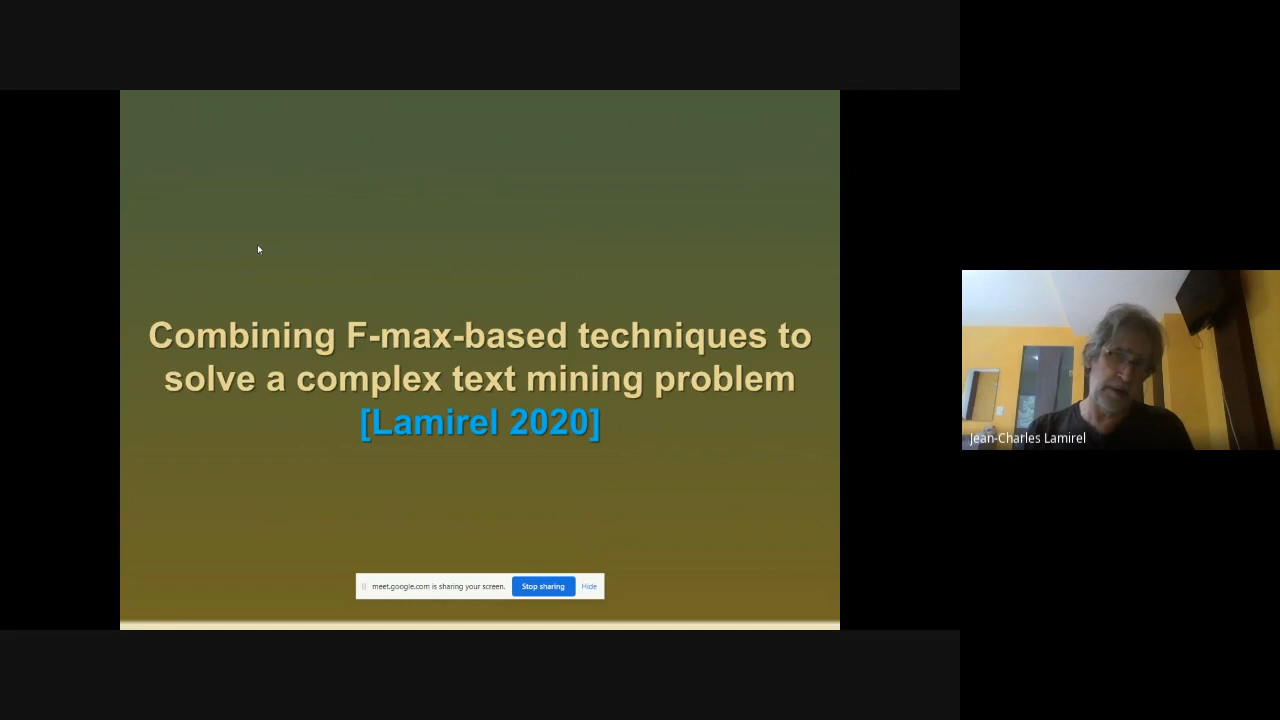 Combining F-max-based techniques to
solve a complex text mining problem
[Lamirel 2020]
meet.google.com is sharing your screen. Stop sharing Hide
Jean-Charles Lamirel